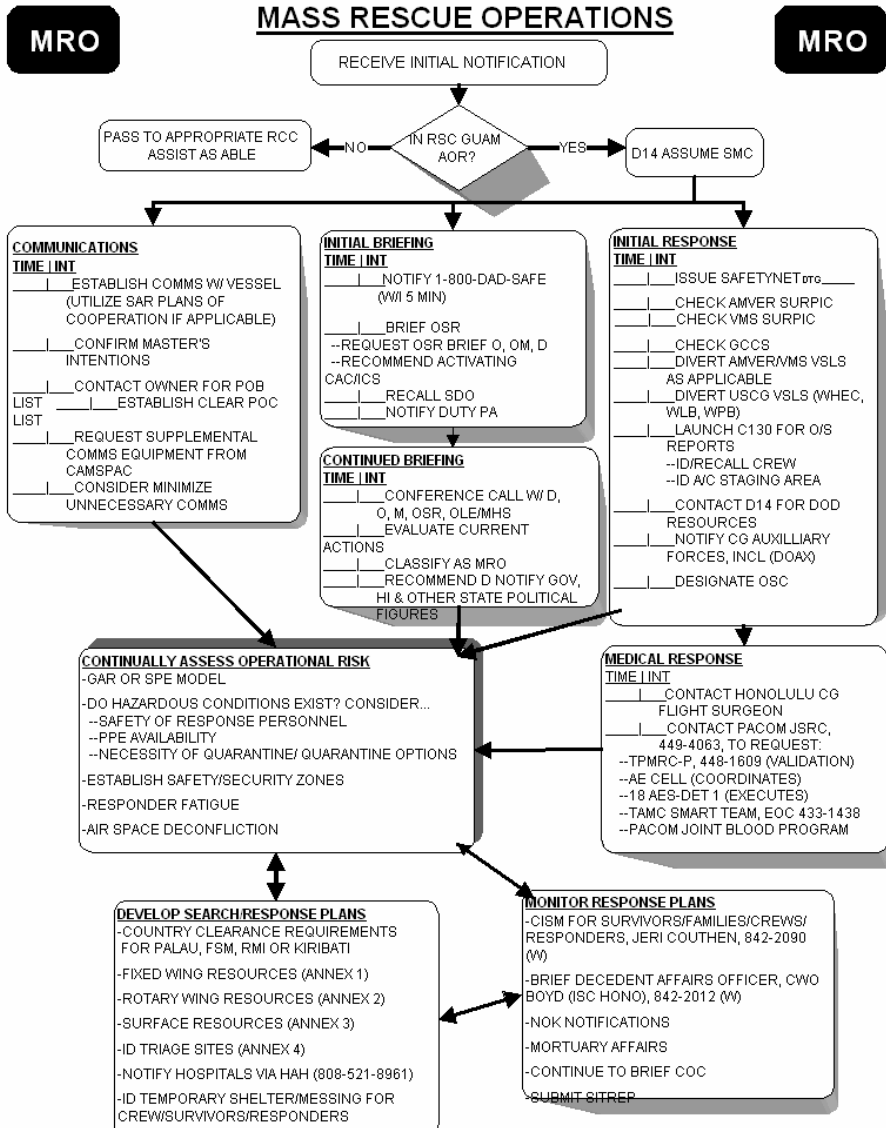 MRO
MASS RESCUE OPERATIONS
MRO
RECEIVE INITIAL NOTIFICATION
PASS TO APPROPRIATE RCC
ASSIST AS ABLE
NO
IN RSC GUAM
AOR?
YES
D14 ASSUME SMC
COMMUNICATIONS
TIME | INT
____|___ESTABLISH COMMS W/ VESSEL
(UTILIZE SAR PLANS OF
COOPERATION IF APPLICABLE)
____|___CONFIRM MASTER'S
INTENTIONS
____|___CONTACT OWNER FOR POB
LIST ____|___ESTABLISH CLEAR POC
LIST
____|___REQUEST SUPPLEMENTAL
COMMS EQUIPMENT FROM
CAMSPAC
____|___CONSIDER MINIMIZE
UNNECESSARY COMMS
INITIAL BRIEFING
TIME | INT
____|___NOTIFY 1-800-DAD-SAFE
(W/I 5 MIN)
____|___BRIEF OSR
--REQUEST OSR BRIEF O, OM, D
--RECOMMEND ACTIVATING
CAC/ICS
____|___RECALL SDO
____|___NOTIFY DUTY PA
CONTINUED BRIEFING
TIME | INT
____|___CONFERENCE CALL W/ D,
O, M, OSR, OLE/MHS
____|___EVALUATE CURRENT
ACTIONS
____|___CLASSIFY AS MRO
____|___RECOMMEND D NOTIFY GOV,
HI & OTHER STATE POLITICAL
FIGURES
INITIAL RESPONSE
TIME | INT
____|___ISSUE SAFETYNET DTG_____
____|___CHECK AMVER SURPIC
____|___CHECK VMS SURPIC
____|___CHECK GCCS
____|___DIVERT AMVER/VMS VSLS
AS APPLICABLE
____|___DIVERT USCG VSLS (WHEC,
WLB, WPB)
____|___LAUNCH C130 FOR O/S
REPORTS
--ID/RECALL CREW
--ID A/C STAGING AREA
____|___CONTACT D14 FOR DOD
RESOURCES
____|___NOTIFY CG AUXILLIARY
FORCES, INCL (DOAX)
____|___DESIGNATE OSC
CONTINUALLY ASSESS OPERATIONAL RISK
-GAR OR SPE MODEL
-DO HAZARDOUS CONDITIONS EXIST? CONSIDER...
--SAFETY OF RESPONSE PERSONNEL
--PPE AVAILABILITY
--NECESSITY OF QUARANTINE/ QUARANTINE OPTIONS
-ESTABLISH SAFETY/SECURITY ZONES
-RESPONDER FATIGUE
-AIR SPACE DECONFLICTION
MEDICAL RESPONSE
TIME | INT
____|___CONTACT HONOLULU CG
FLIGHT SURGEON
____|___CONTACT PACOM JSRC,
449-4063, TO REQUEST:
--TPMRC-P, 448-1609 (VALIDATION)
--AE CELL (COORDINATES)
--18 AES-DET 1 (EXECUTES)
--TAMC SMART TEAM, EOC 433-1438
--PACOM JOINT BLOOD PROGRAM
DEVELOP SEARCH/RESPONSE PLANS
-COUNTRY CLEARANCE REQUIREMENTS
FOR PALAU, FSM, RMI OR KIRIBATI
-FIXED WING RESOURCES (ANNEX 1)
-ROTARY WING RESOURCES (ANNEX 2)
-SURFACE RESOURCES (ANNEX 3)
-ID TRIAGE SITES (ANNEX 4)
-NOTIFY HOSPITALS VIA HAH (808-521-8961)
-ID TEMPORARY SHELTER/MESSING FOR
CREW/SURVIVORS/RESPONDERS
MONITOR RESPONSE PLANS
-CISM FOR SURVIVORS/FAMILIES/CREWS/
RESPONDERS, JERI COUTHEN, 842-2090
(W)
-BRIEF DECEDENT AFFAIRS OFFICER, CWO
BOYD (ISC HONO), 842-2012 (W)
-NOK NOTIFICATIONS
-MORTUARY AFFAIRS
-CONTINUE TO BRIEF COC
-SUBMIT SITREP